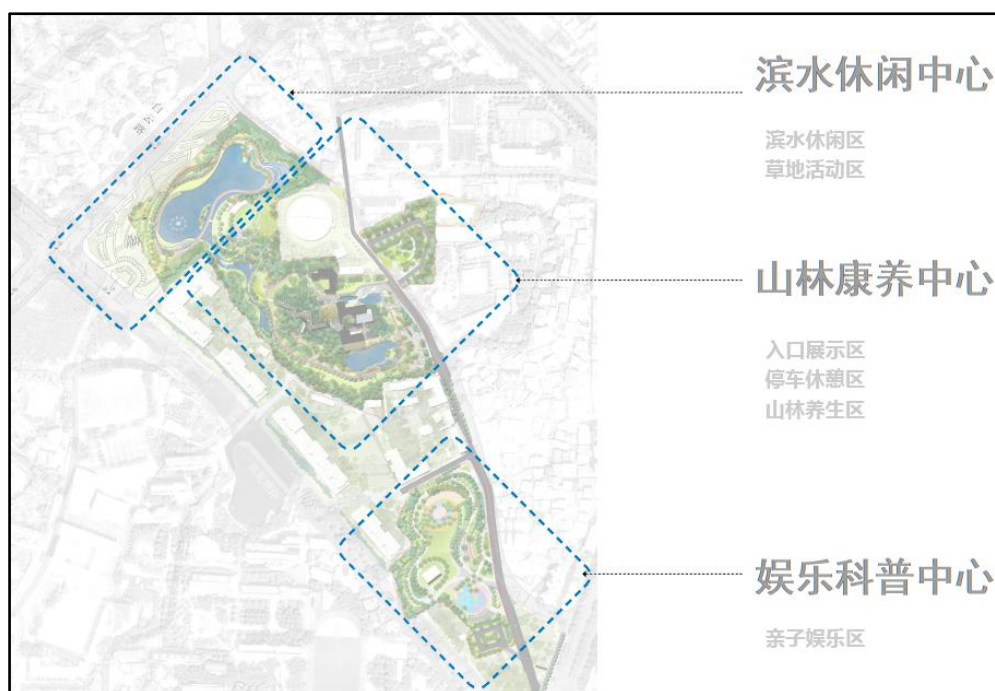 滨水休闲中心
滨水休闲区
草地活动区
山林康养中心
入口展示区
停车休憩区
山林养生区
娱乐科普中心
亲子娱乐区